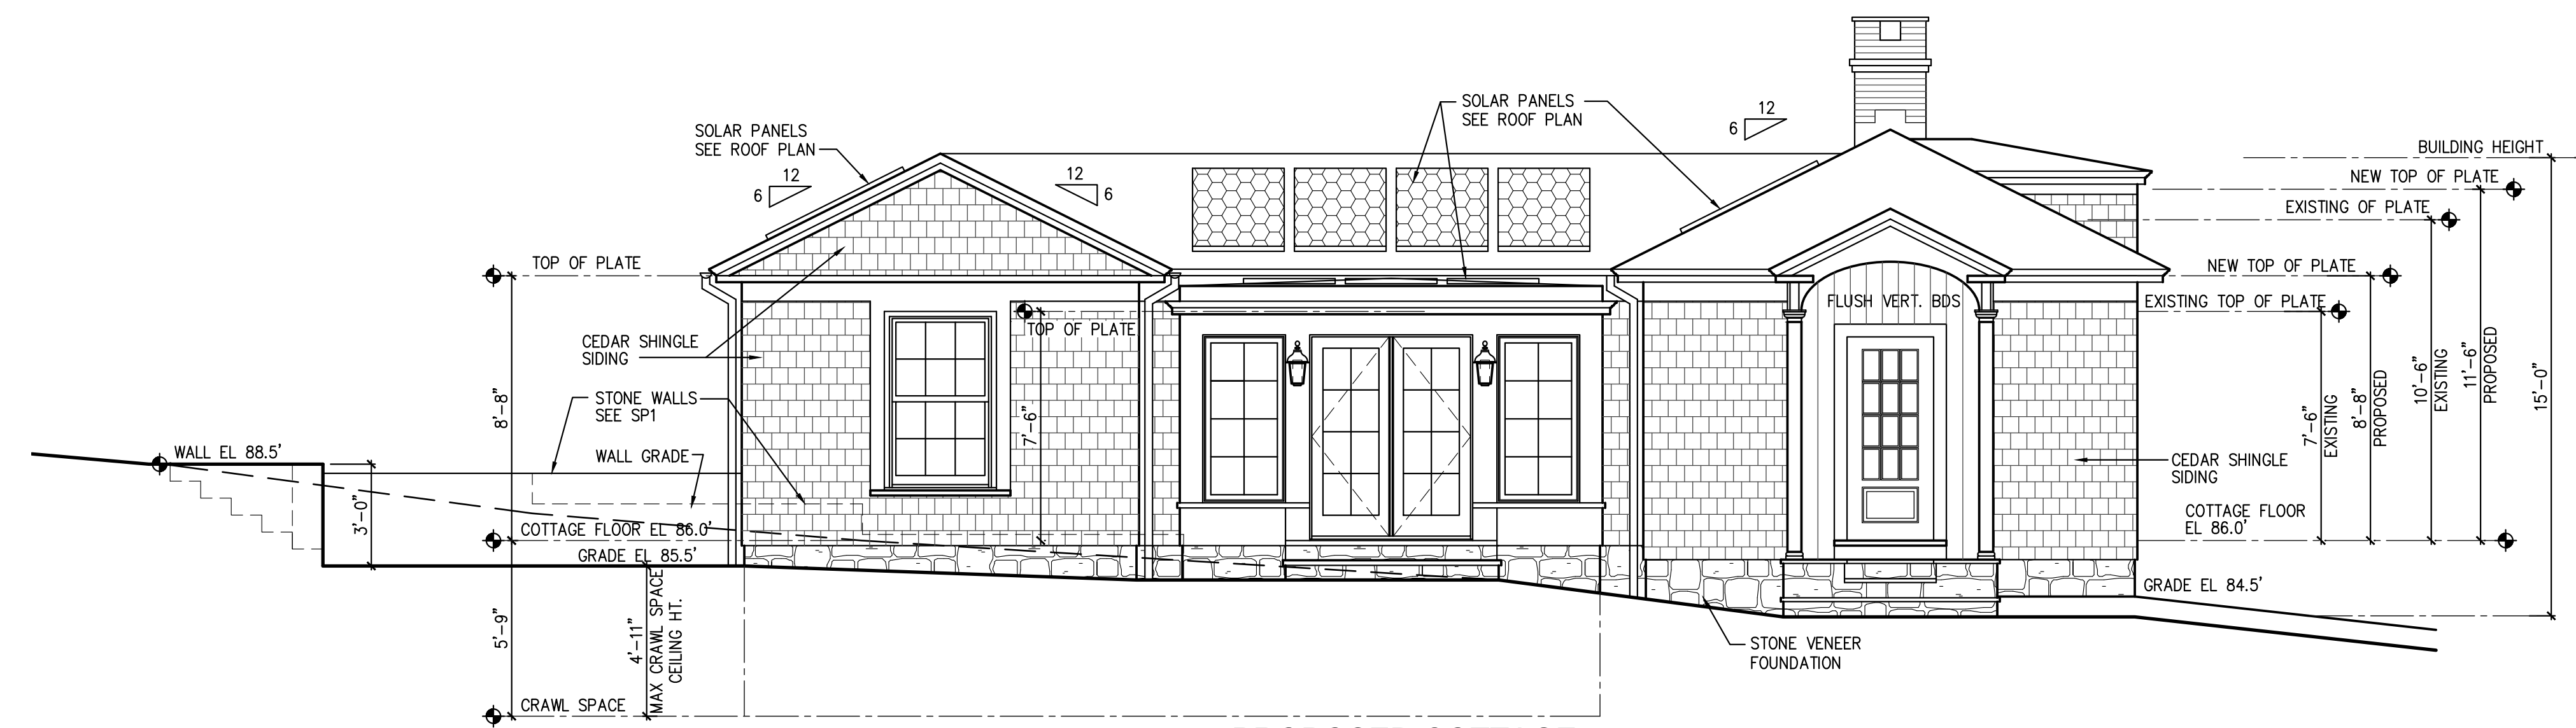 SOLAR PANELS
SEE ROOF PLAN
12
6
12
6
SOLAR PANELS
SEE ROOF PLAN
12
6
BUILDING HEIGHT
NEW TOP OF PLATE
EXISTING OF PLATE
NEW TOP OF PLATE
EXISTING TOP OF PLATE
TOP OF PLATE
TOP OF PLATE
FLUSH VERT. BDS
CEDAR SHINGLE
SIDING
STONE WALLS
SEE SP1
WALL GRADE
WALL EL 88.5'
3'-0"
8'-8"
7'-6"
COTTAGE FLOOR EL 86.0'
GRADE EL 85.5'
5'-9"
4'-11"
MAX CRAWL SPACE
CEILING HT.
CRAWL SPACE
STONE VENEER
FOUNDATION
CEDAR SHINGLE
SIDING
COTTAGE FLOOR
EL 86.0'
GRADE EL 84.5'
7'-6"
EXISTING
8'-8"
PROPOSED
10'-6"
EXISTING
11'-6"
PROPOSED
15'-0"